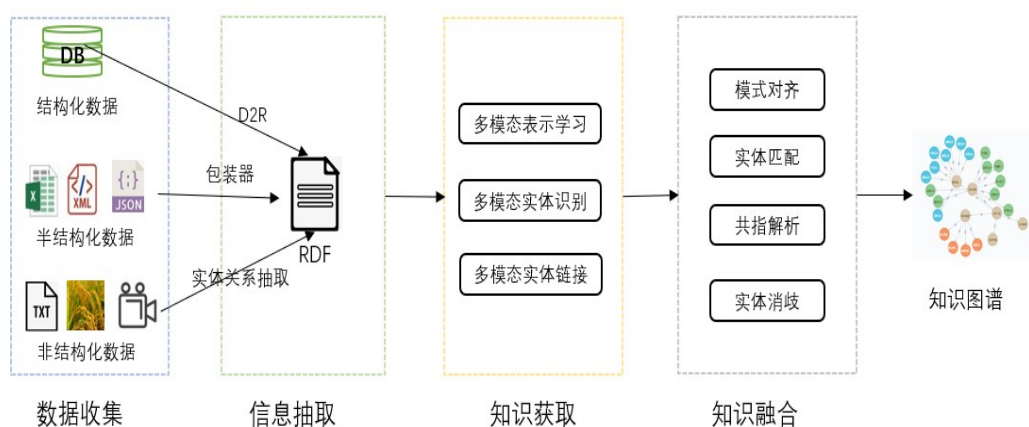 DB
结构化数据
X
XML
{;}
JSON
半结构化数据
TXT
非结构化数据
数据收集
D2R
包装器
实体关系抽取
RDF
信息抽取
多模态表示学习
多模态实体识别
多模态实体链接
知识获取
模式对齐
实体匹配
共指解析
实体消歧
知识融合
知识图谱